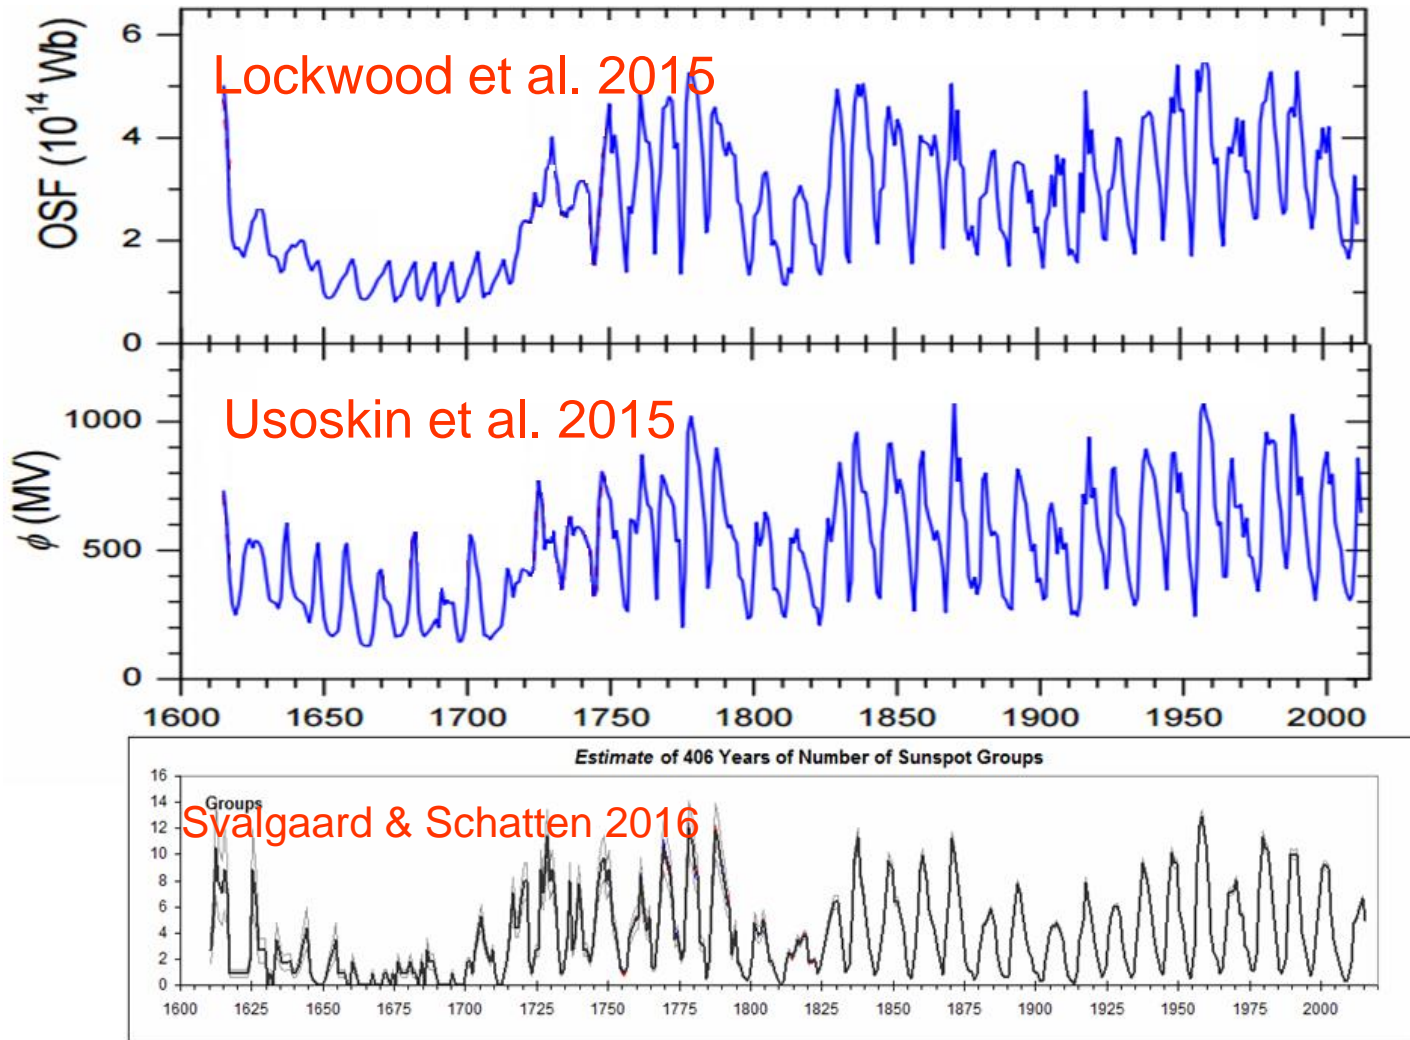 6
4
2
0
OSF (10^14 Wb)
Lockwood et al. 2015
1000
500
0
ϕ (MV)
Usoskin et al. 2015
1600 1650 1700 1750 1800 1850 1900 1950 2000
Estimate of 406 Years of Number of Sunspot Groups
16
14
12
10
8
6
4
2
0
Groups
Svalgaard & Schatten 2016
1600 1625 1650 1675 1700 1725 1750 1775 1800 1825 1850 1875 1900 1925 1950 1975 2000